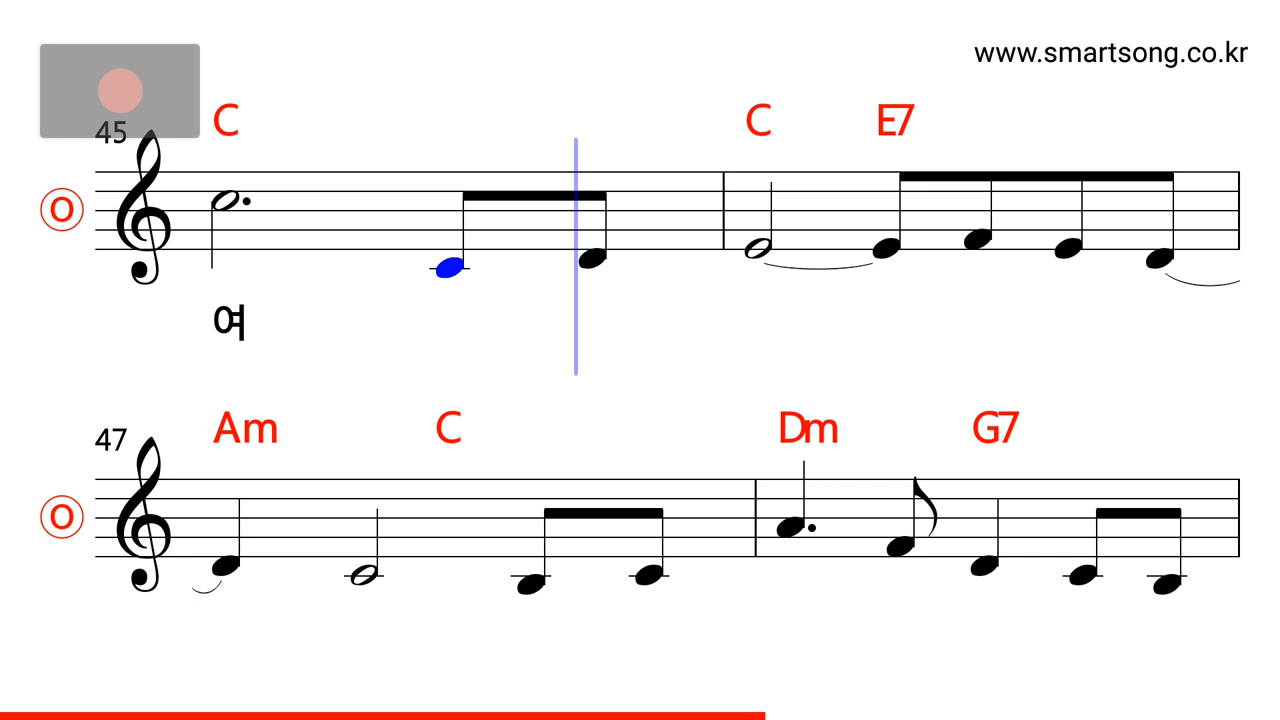 www.smartsong.co.kr
45 C C E7
O
여
47 Am C Dm G7
O